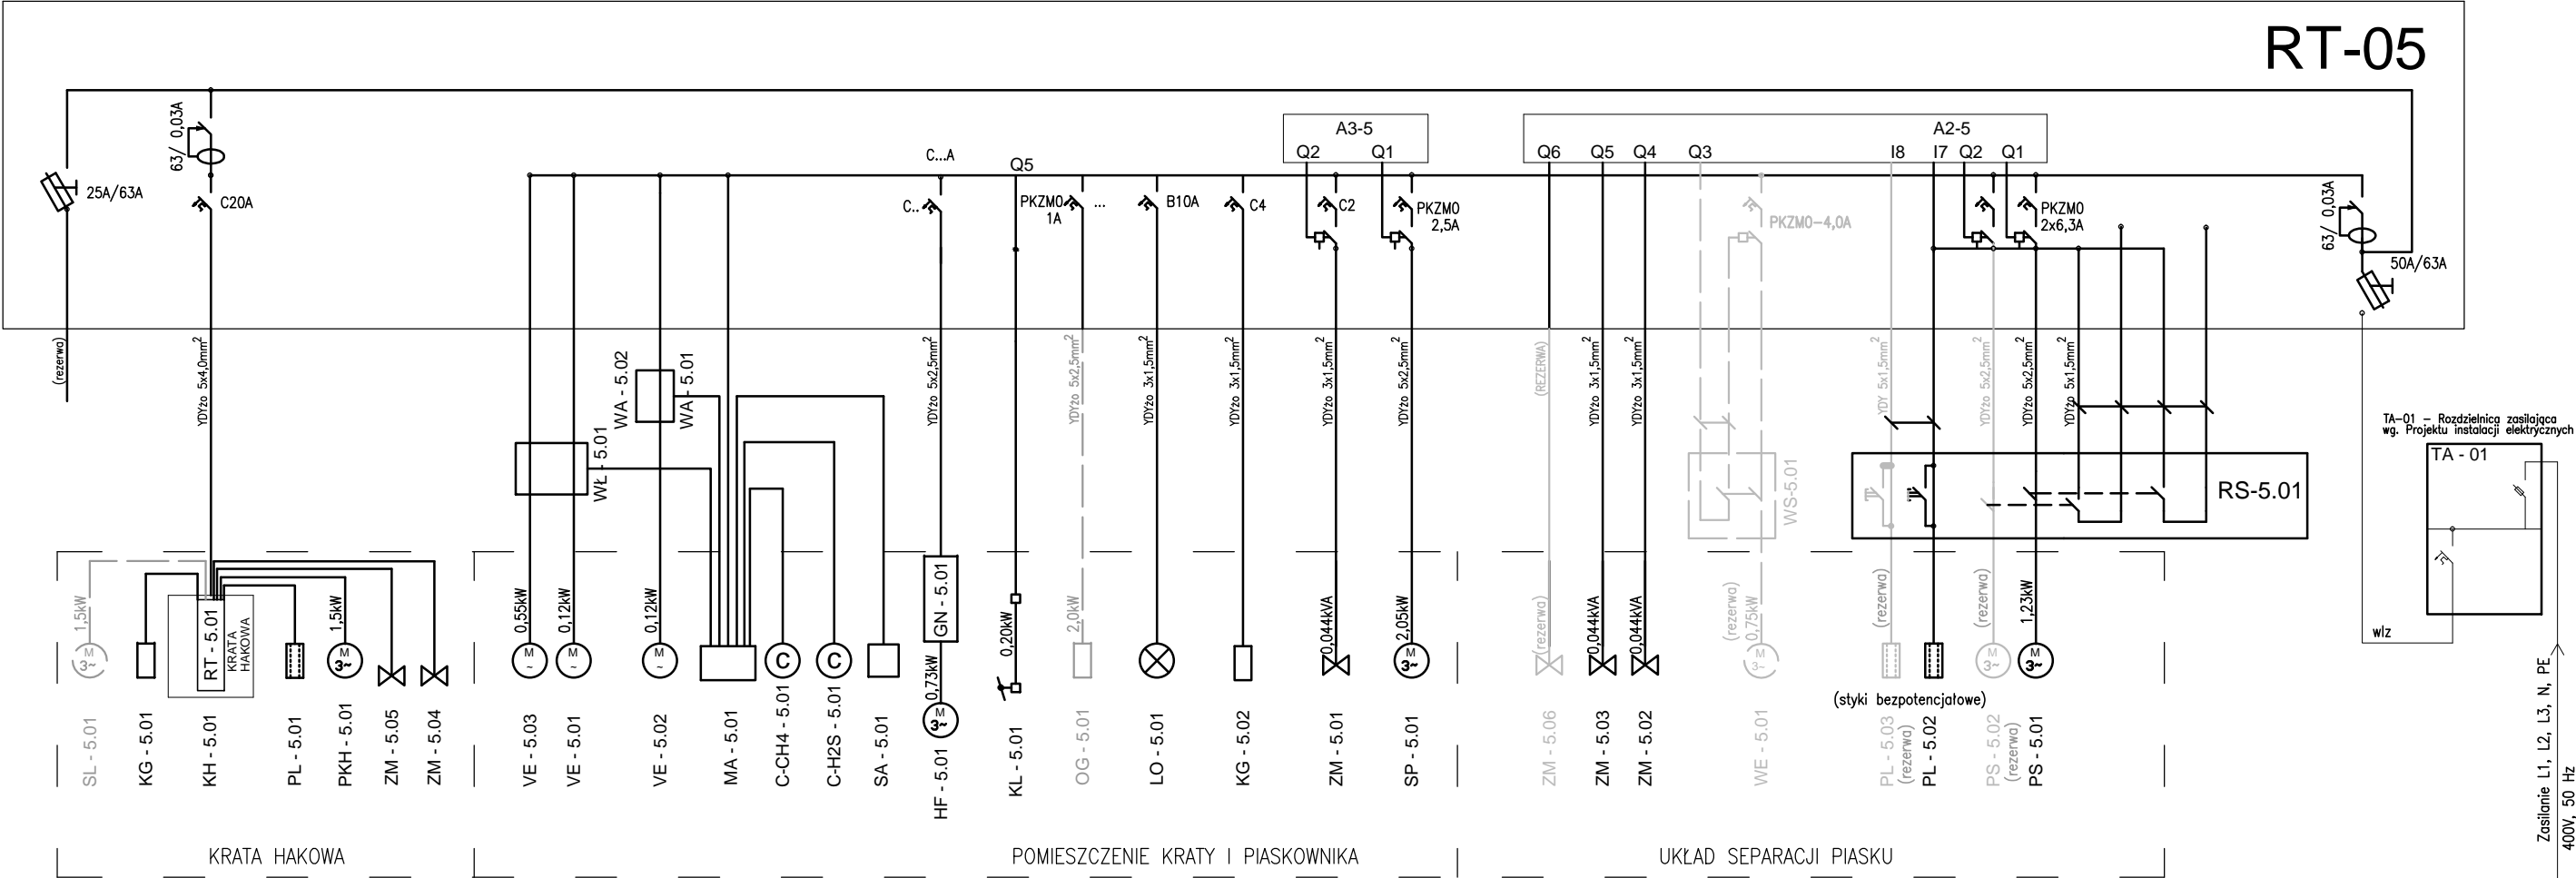 RT-05
63/ 0,03A
25A/63A
C20A
C...A
C..
Q5
PKZM0
1A
...
B10A
C4
A3-5
Q2
Q1
C2
PKZM0
2,5A
A2-5
Q6
Q5
Q4
Q3
I8
I7
Q2
Q1
PKZM0-4,0A
PKZM0
2x6,3A
63/ 0,03A
50A/63A
(rezerwa)
YDYżo 5x4,0mm²
WA - 5.02
WA - 5.01
WŁ - 5.01
YDYżo 5x2,5mm²
YDYżo 5x2,5mm²
YDYżo 3x1,5mm²
YDYżo 3x1,5mm²
YDYżo 3x1,5mm²
YDYżo 5x2,5mm²
(REZERWA)
YDYżo 3x1,5mm²
YDYżo 3x1,5mm²
YDY 5x1,5mm²
YDYżo 5x2,5mm²
YDYżo 5x2,5mm²
YDYżo 5x1,5mm²
WS-5.01
RS-5.01
TA-01 – Rozdzielnica zasilająca
wg. Projektu instalacji elektrycznych
TA - 01
wlz
Zasilanie L1, L2, L3, N, PE
400V, 50 Hz
1,5kW
RT - 5.01
KRATA
HAKOWA
1,5kW
0,55kW
0,12kW
0,12kW
GN - 5.01
0,73kW
0,20kW
2,0kW
0,044kVA
2,05kW
(rezerwa)
0,044kVA
0,044kVA
(rezerwa)
0,75kW
(rezerwa)
(rezerwa)
1,23kW
M
3~
M
3~
M
~
M
~
M
~
C
C
M
3~
M
3~
M
3~
M
3~
M
3~
(styki bezpotencjałowe)
SL - 5.01
KG - 5.01
KH - 5.01
PL - 5.01
PKH - 5.01
ZM - 5.05
ZM - 5.04
VE - 5.03
VE - 5.01
VE - 5.02
MA - 5.01
C-CH4 - 5.01
C-H2S - 5.01
SA - 5.01
HF - 5.01
KL - 5.01
OG - 5.01
LO - 5.01
KG - 5.02
ZM - 5.01
SP - 5.01
ZM - 5.06
ZM - 5.03
ZM - 5.02
WE - 5.01
PL - 5.03
(rezerwa)
PL - 5.02
PS - 5.02
(rezerwa)
PS - 5.01
KRATA HAKOWA
POMIESZCZENIE KRATY I PIASKOWNIKA
UKŁAD SEPARACJI PIASKU